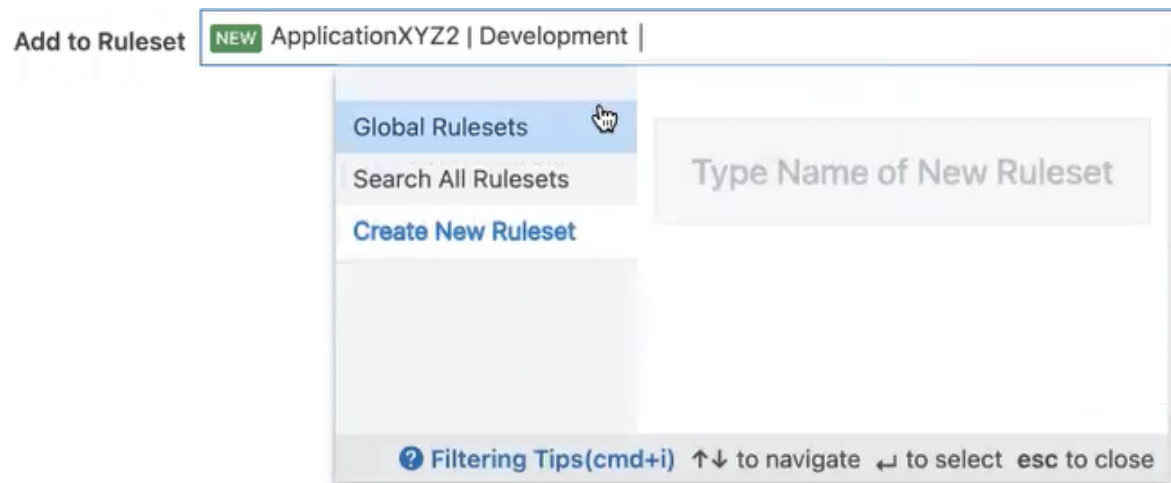 Add to Ruleset NEW ApplicationXYZ2 | Development
Global Rulesets
Type Name of New Ruleset
Search All Rulesets
Create New Ruleset
Filtering Tips(cmd+i) ↑↓ to navigate ↵ to select esc to close